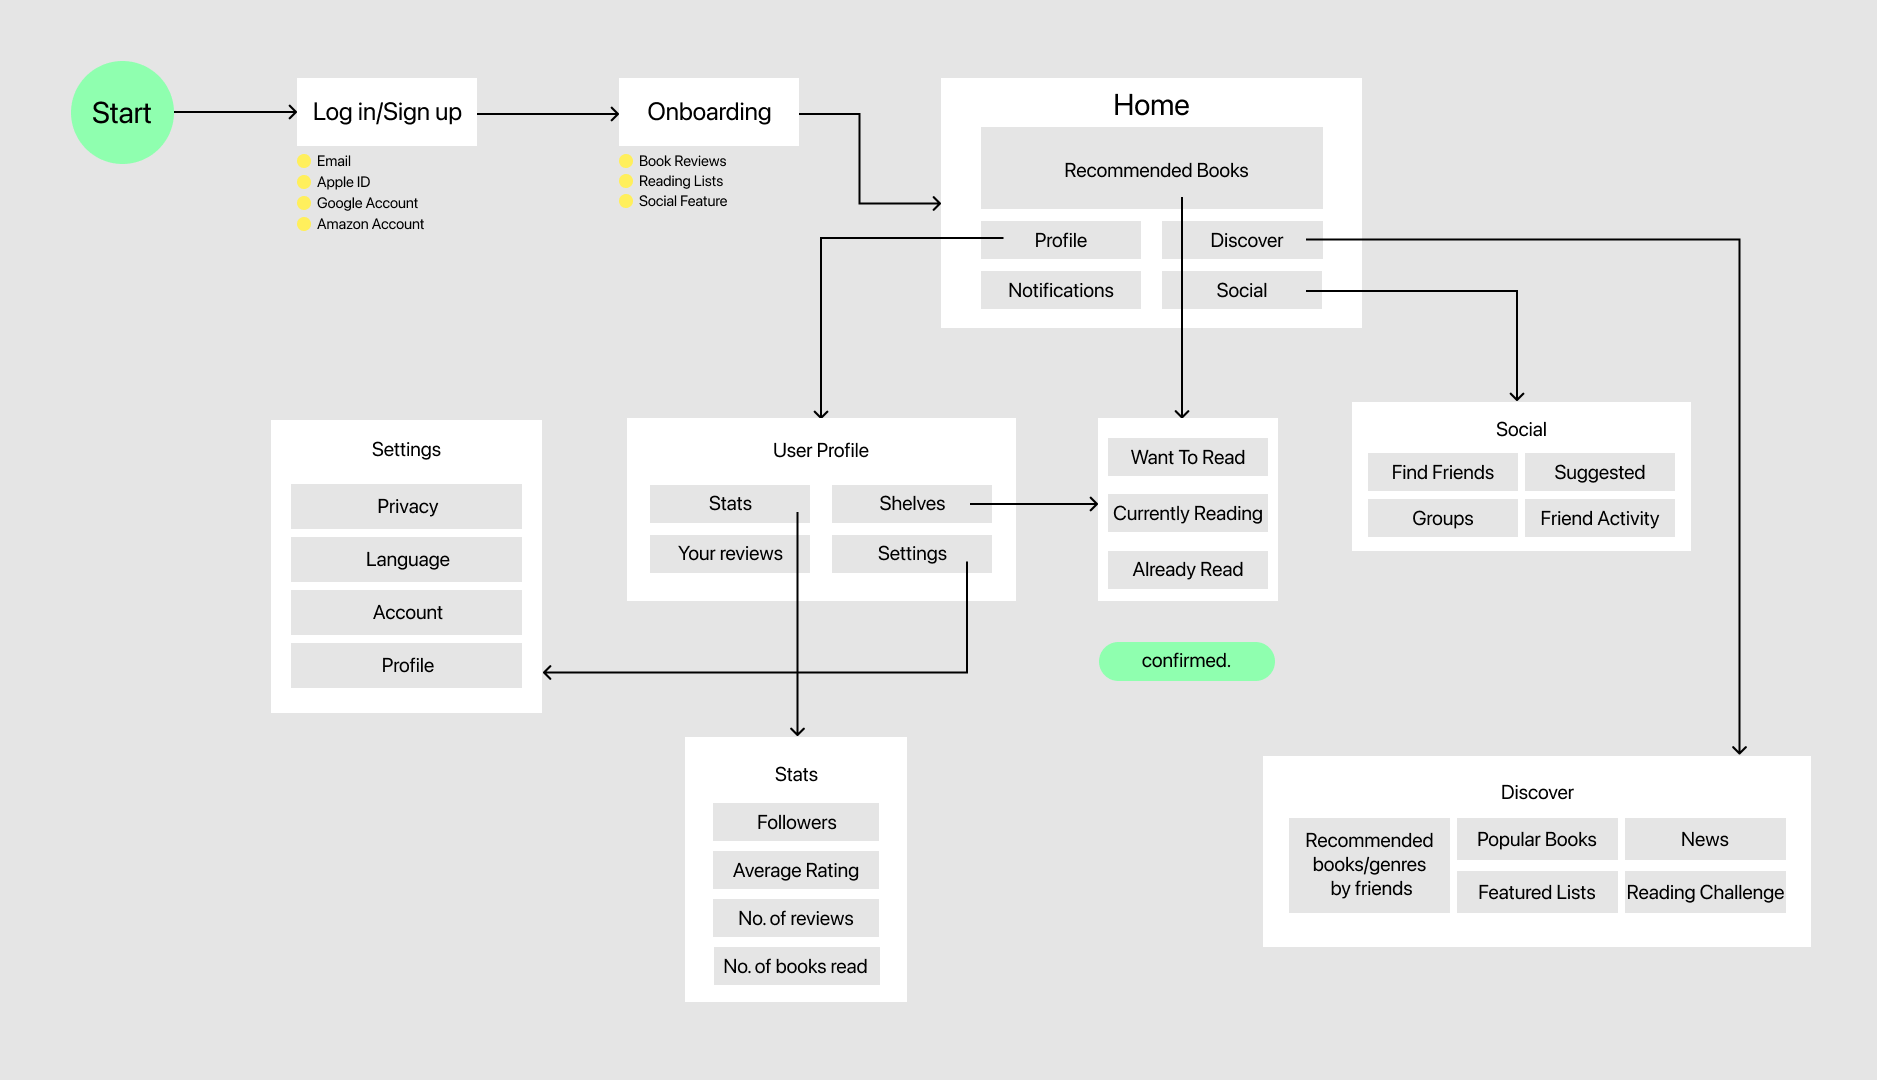 Start
Log in/Sign up
Email
Apple ID
Google Account
Amazon Account
Onboarding
Book Reviews
Reading Lists
Social Feature
Home
Recommended Books
Profile
Discover
Notifications
Social
Settings
Privacy
Language
Account
Profile
User Profile
Stats
Shelves
Your reviews
Settings
Want To Read
Currently Reading
Already Read
confirmed.
Social
Find Friends
Suggested
Groups
Friend Activity
Stats
Followers
Average Rating
No. of reviews
No. of books read
Discover
Recommended
books/genres
by friends
Popular Books
News
Featured Lists
Reading Challenge